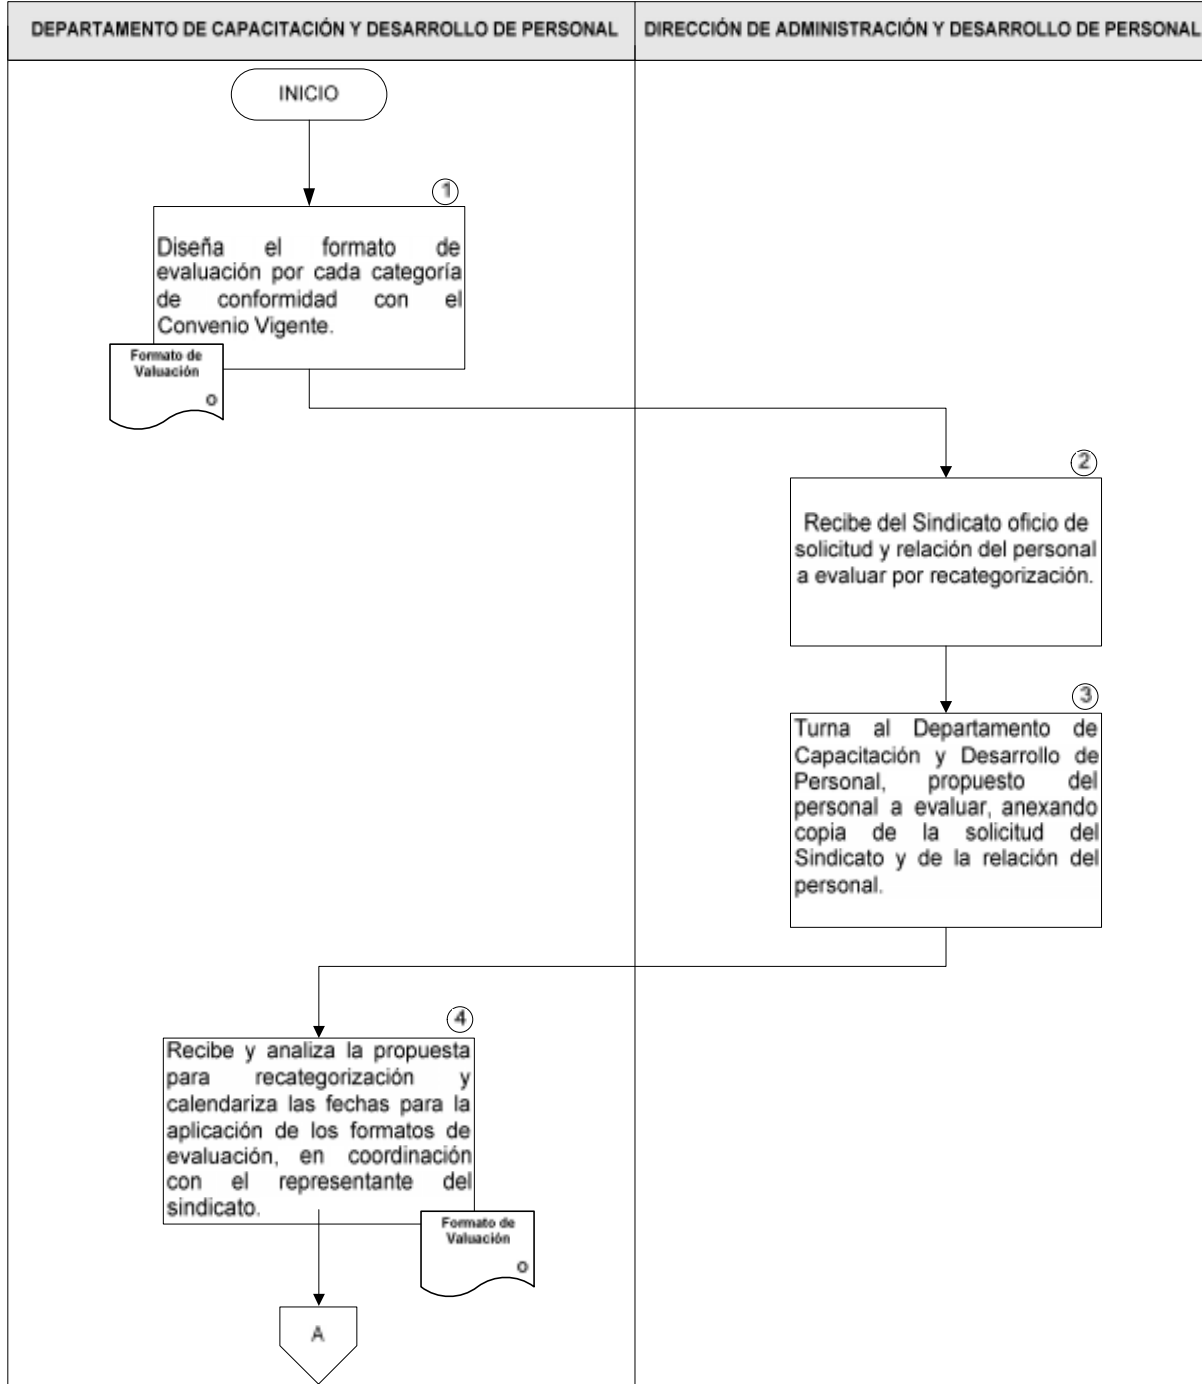 DEPARTAMENTO DE CAPACITACIÓN Y DESARROLLO DE PERSONAL
DIRECCIÓN DE ADMINISTRACIÓN Y DESARROLLO DE PERSONAL
INICIO
1
Diseña el formato de
evaluación por cada categoría
de conformidad con el
Convenio Vigente.
Formato de
Valuación
O
2
Recibe del Sindicato oficio de
solicitud y relación del personal
a evaluar por recategorización.
3
Turna al Departamento de
Capacitación y Desarrollo de
Personal, propuesto del
personal a evaluar, anexando
copia de la solicitud del
Sindicato y de la relación del
personal.
4
Recibe y analiza la propuesta
para recategorización y
calendariza las fechas para la
aplicación de los formatos de
evaluación, en coordinación
con el representante del
sindicato.
Formato de
Valuación
O
A